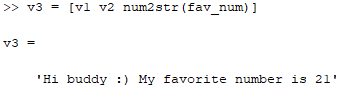 >> v3 = [v1 v2 num2str(fav_num)]
v3 =
'Hi buddy :) My favorite number is 21'